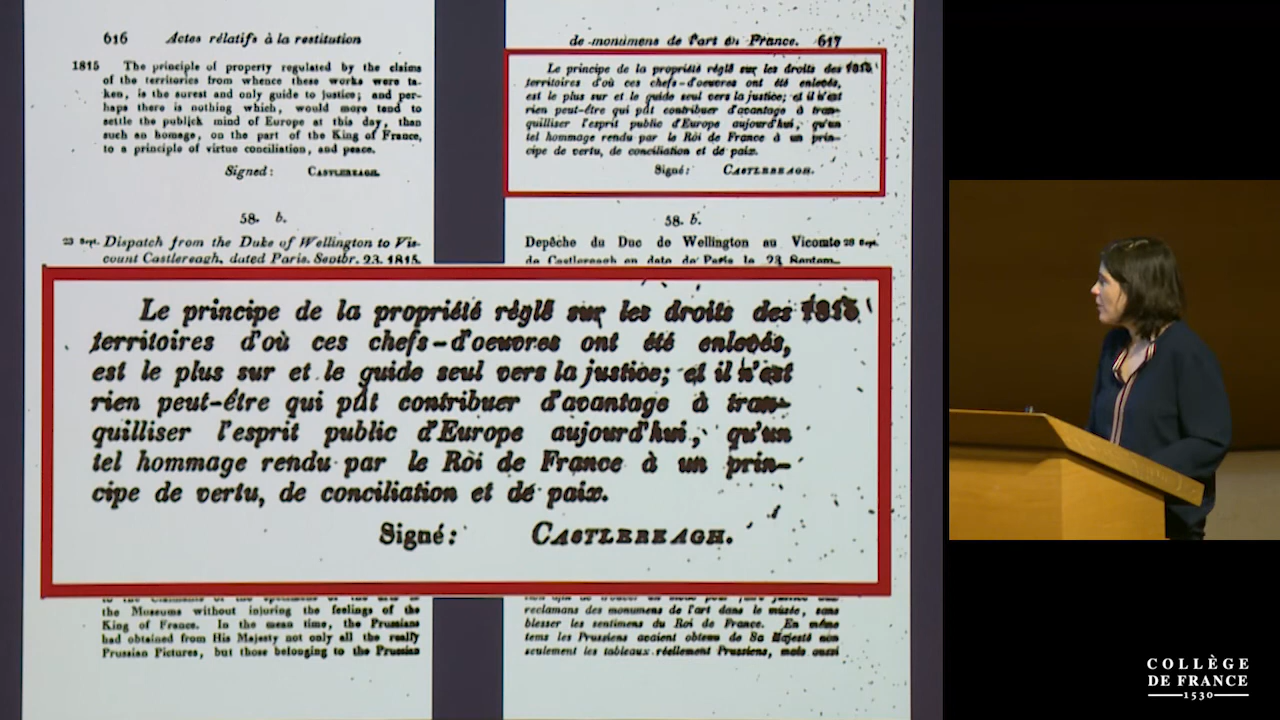 616 Actes rélatifs à la restitution
1815 The principle of property regulated by the claims
of the territories from whence these works were ta-
ken, is the surest and only guide to justice; and per-
haps there is nothing which, would more tend to
settle the publick mind of Europe at this day, than
such an homage, on the part of the King of France,
to a principle of virtue conciliation, and peace.
Signed: CASTLEREAGH.
58. b.
23 Sept. Dispatch from the Duke of Wellington to Vis-
count Castlereagh, dated Paris. Septbr. 23. 1815.
de monumens de l'art en France. 617
Le principe de la propriété réglé sur les droits des 1815
territoires d'où ces chefs-d'oeuvres ont été enlevés,
est le plus sur et le guide seul vers la justice; et il n'est
rien peut-être qui pût contribuer d'avantage à tran-
quilliser l'esprit public d'Europe aujourd'hui, qu'un
tel hommage rendu par le Roi de France à un prin-
cipe de vertu, de conciliation et de paix.
Signé: CASTLEREAGH.
58. b.
Depêche du Duc de Wellington au Vicomte 23 Sept.
de Castlereagh en date de Paris le 23 Septem-
Le principe de la propriété réglé sur les droits des 1815
territoires d'où ces chefs-d'oeuvres ont été enlevés,
est le plus sur et le guide seul vers la justice; et il n'est
rien peut-être qui pût contribuer d'avantage à tran-
quilliser l'esprit public d'Europe aujourd'hui, qu'un
tel hommage rendu par le Ròi de France à un prin-
cipe de vertu, de conciliation et de paix.
Signé: CASTLEREAGH.
the Museums without injuring the feelings of the
King of France. In the mean time, the Prussians
had obtained from His Majesty not only all the really
Prussian Pictures, but those belonging to the Prussian
reclamans des monumens de l'art dans le musée, sans
blesser les sentimens du Roi de France. En même
tems les Prussiens avaient obtenu de Sa Majesté non
seulement les tableaux réellement Prussiens, mais aussi
COLLÈGE
DE FRANCE
1530